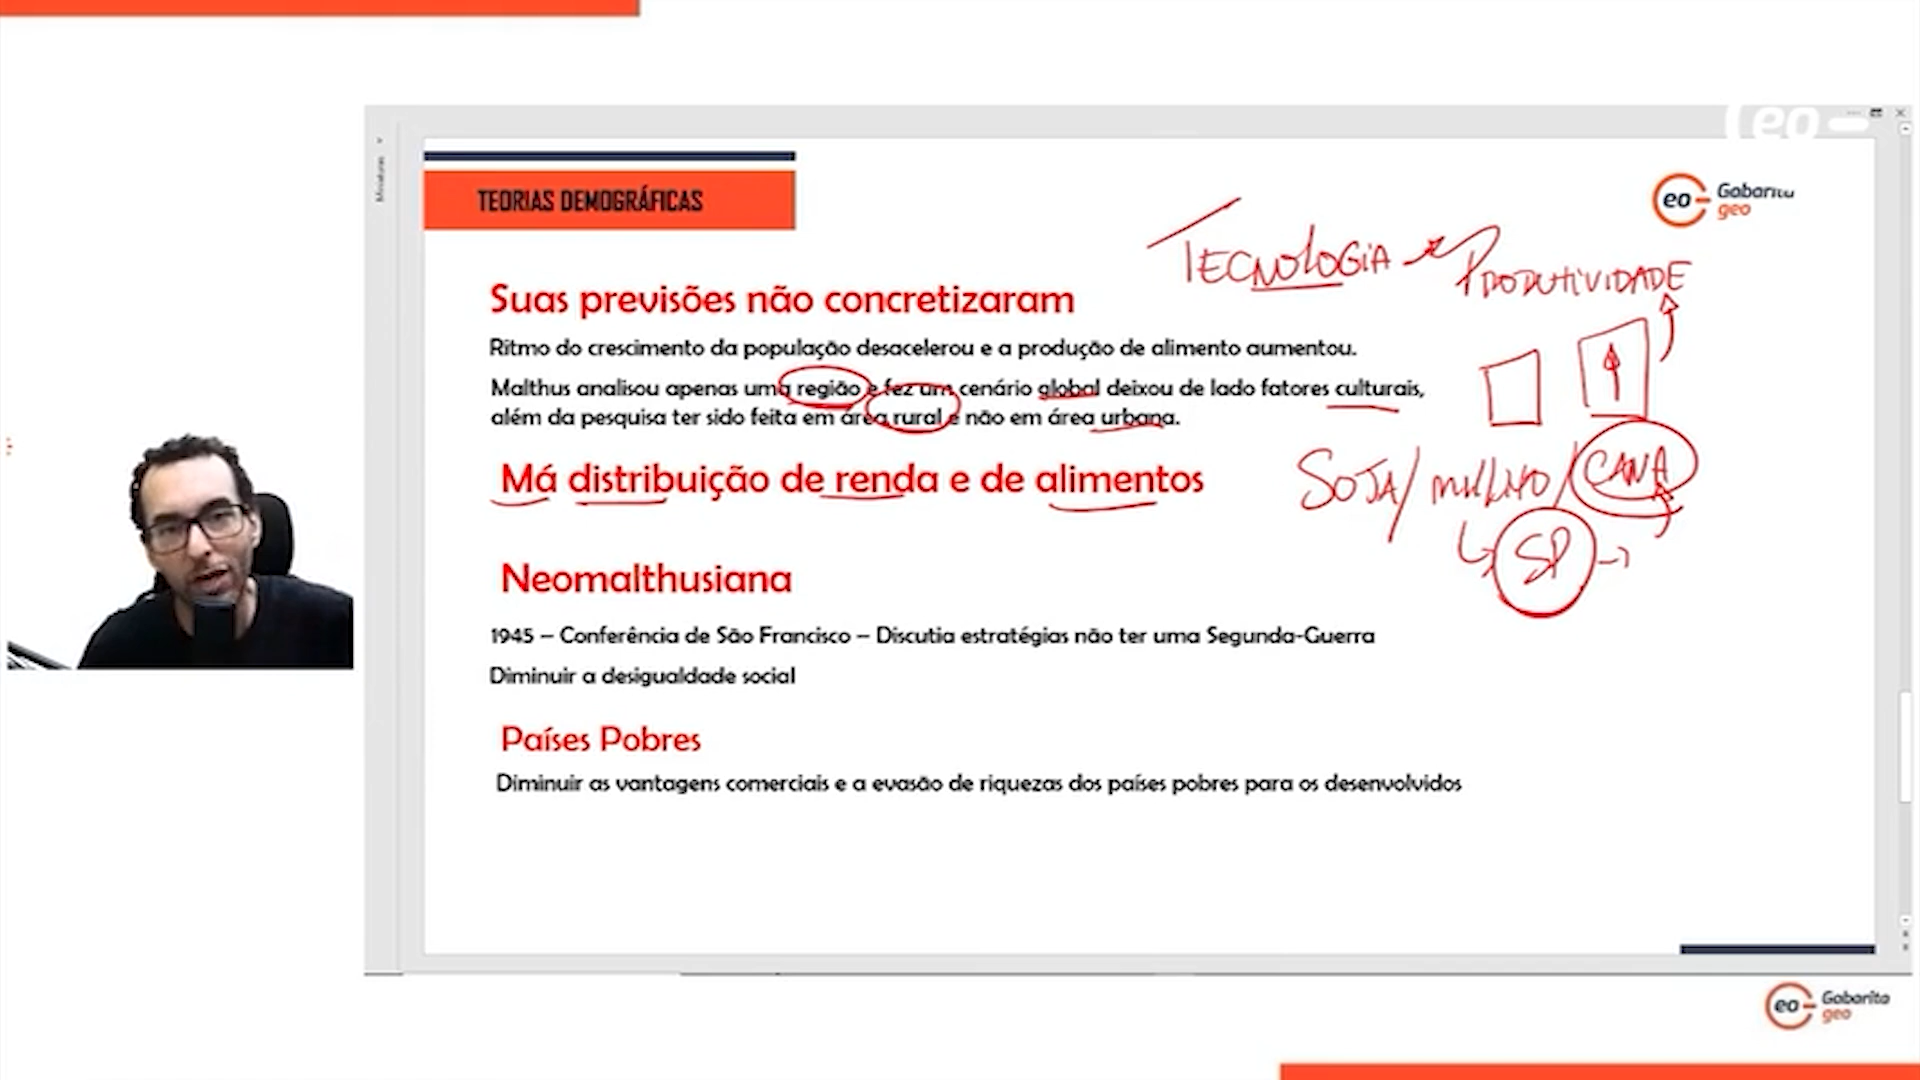 Miniaturas
eo
TEORIAS DEMOGRÁFICAS
eo Gabarito
geo
TECNOLOGIA PRODUTIVIDADE
Suas previsões não concretizaram
Ritmo do crescimento da população desacelerou e a produção de alimento aumentou.
Malthus analisou apenas uma região e fez um cenário global deixou de lado fatores culturais,
além da pesquisa ter sido feita em área rural e não em área urbana.
Má distribuição de renda e de alimentos
SOJA/ MILHO/ CANA
SP
Neomalthusiana
1945 – Conferência de São Francisco – Discutia estratégias não ter uma Segunda-Guerra
Diminuir a desigualdade social
Países Pobres
Diminuir as vantagens comerciais e a evasão de riquezas dos países pobres para os desenvolvidos
eo Gabarito
geo